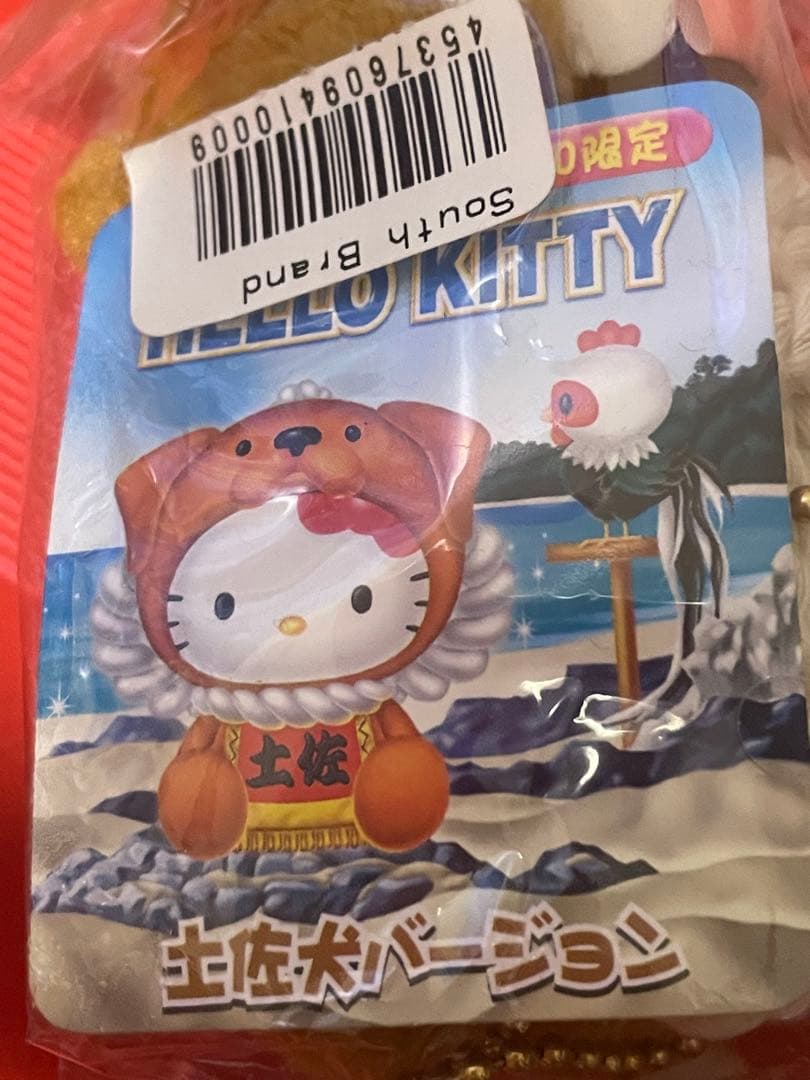 4537609410009
South Brand
限定
HELLO KITTY
土佐
土佐犬バージョン